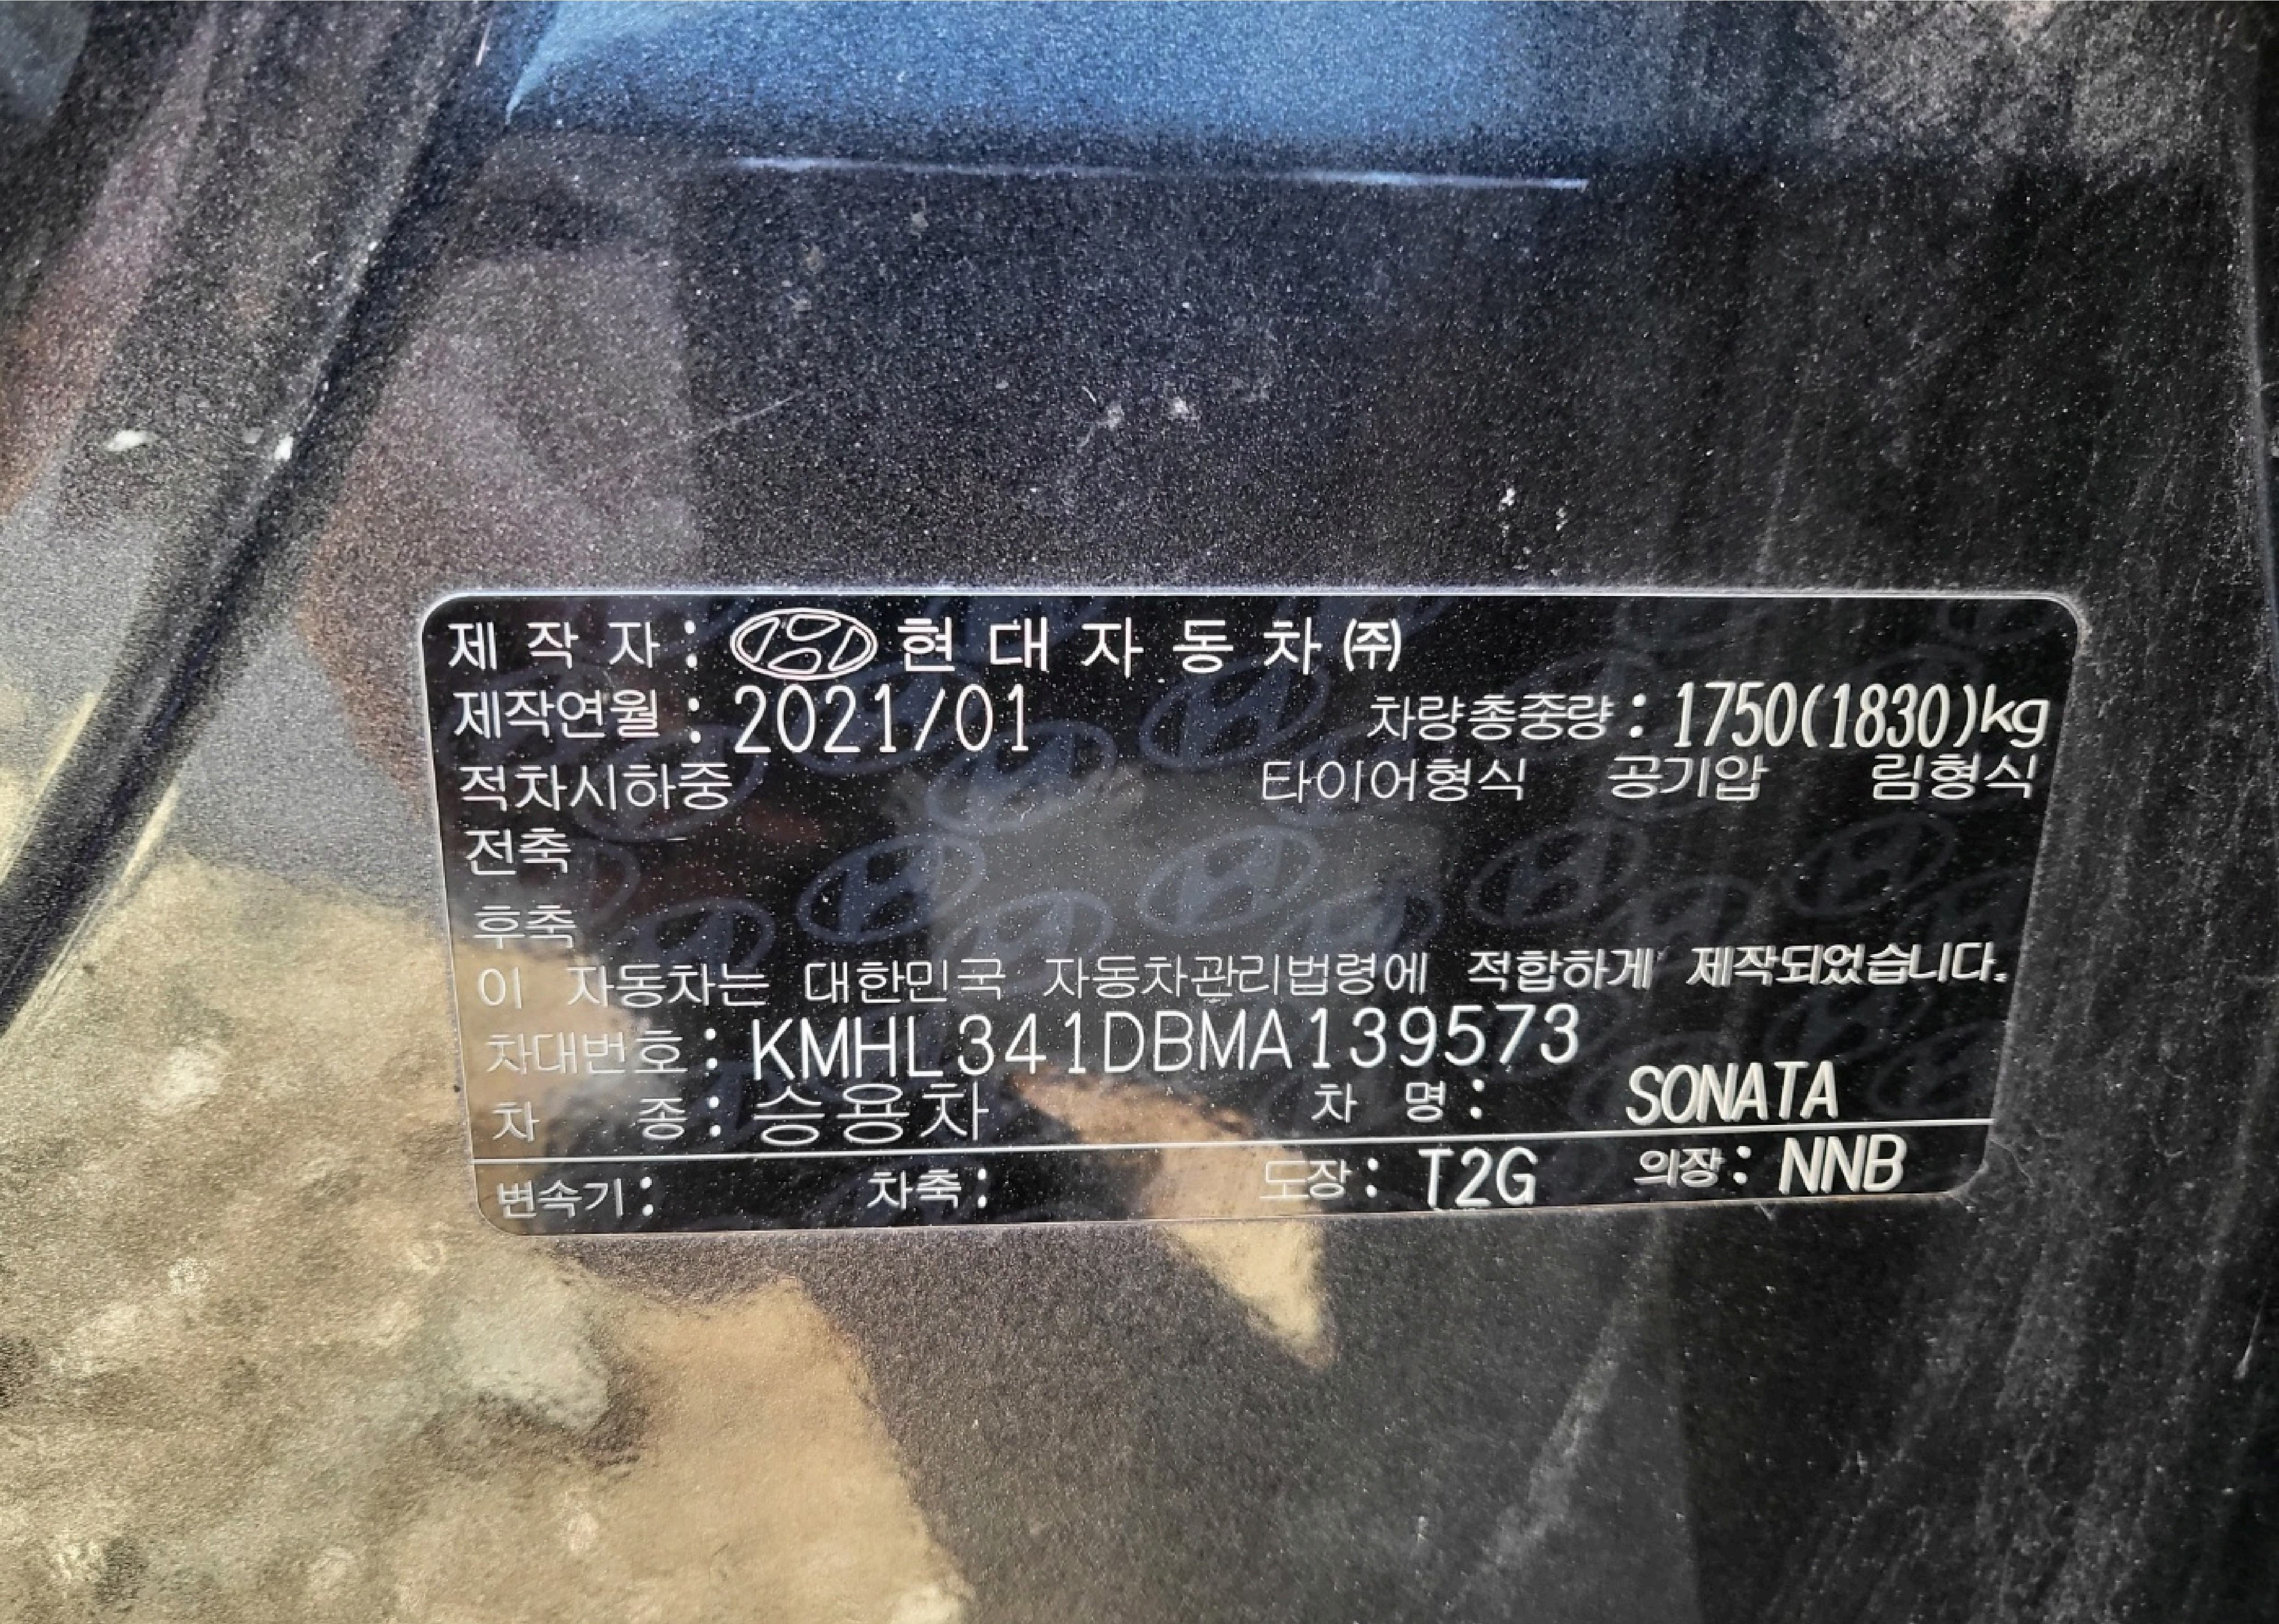 제 작 자 : 현 대 자 동 차 ㈜
제작연월 : 2021/01 차량총중량 : 1750(1830)kg
적차시하중 타이어형식 공기압 림형식
전축
후축
이 자동차는 대한민국 자동차관리법령에 적합하게 제작되었습니다.
차대번호 : KMHL341DBMA139573
차 종 : 승용차 차 명 : SONATA
변속기 : 차축 : 도장 : T2G 의장 : NNB